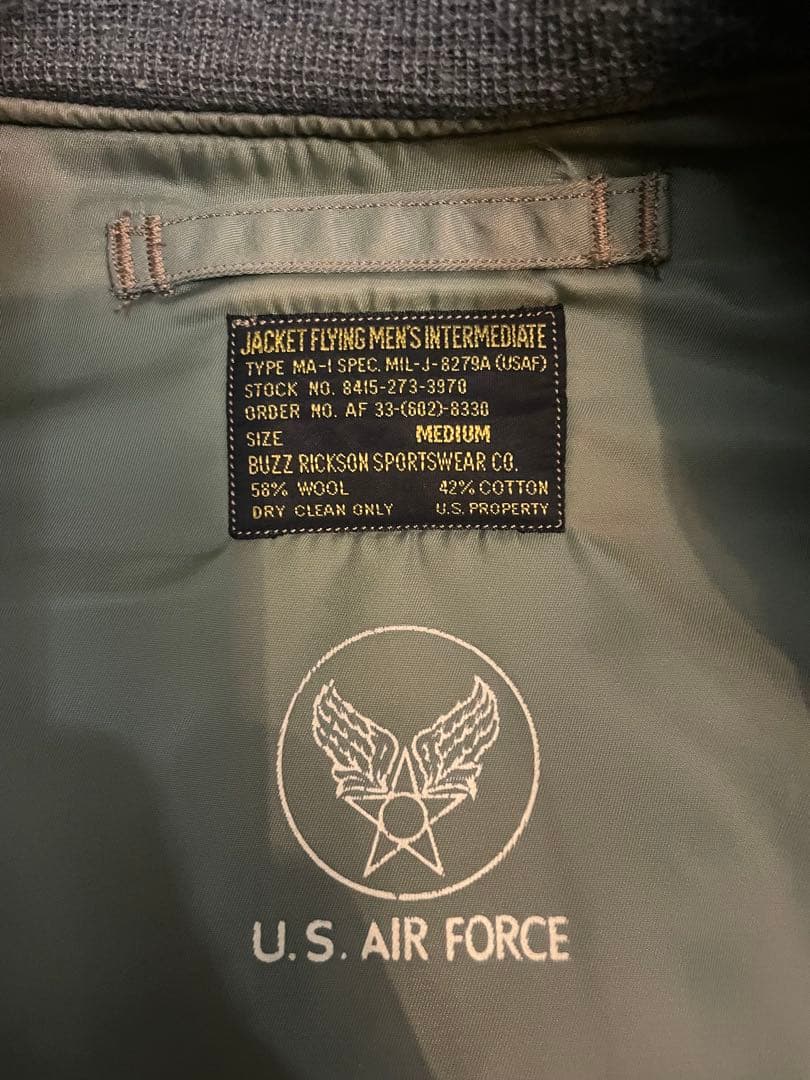 JACKET FLYING MEN'S INTERMEDIATE
TYPE MA-1 SPEC. MIL-J-8279A (USAF)
STOCK NO. 8415-273-3970
ORDER NO. AF 33-(602)-8330
SIZE MEDIUM
BUZZ RICKSON SPORTSWEAR CO.
58% WOOL 42% COTTON
DRY CLEAN ONLY U.S. PROPERTY
U.S. AIR FORCE